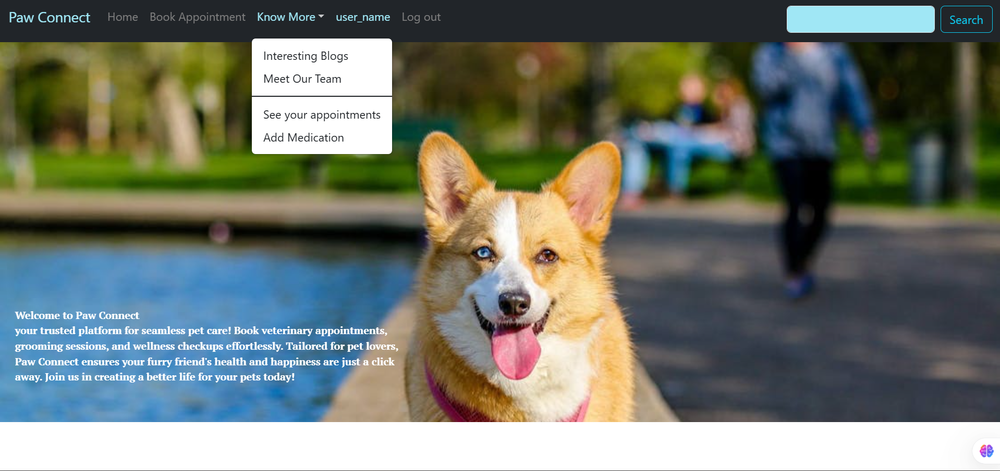 Paw Connect Home Book Appointment Know More user_name Log out Search
Interesting Blogs
Meet Our Team
See your appointments
Add Medication
Welcome to Paw Connect
your trusted platform for seamless pet care! Book veterinary appointments,
grooming sessions, and wellness checkups effortlessly. Tailored for pet lovers,
Paw Connect ensures your furry friend's health and happiness are just a click
away. Join us in creating a better life for your pets today!